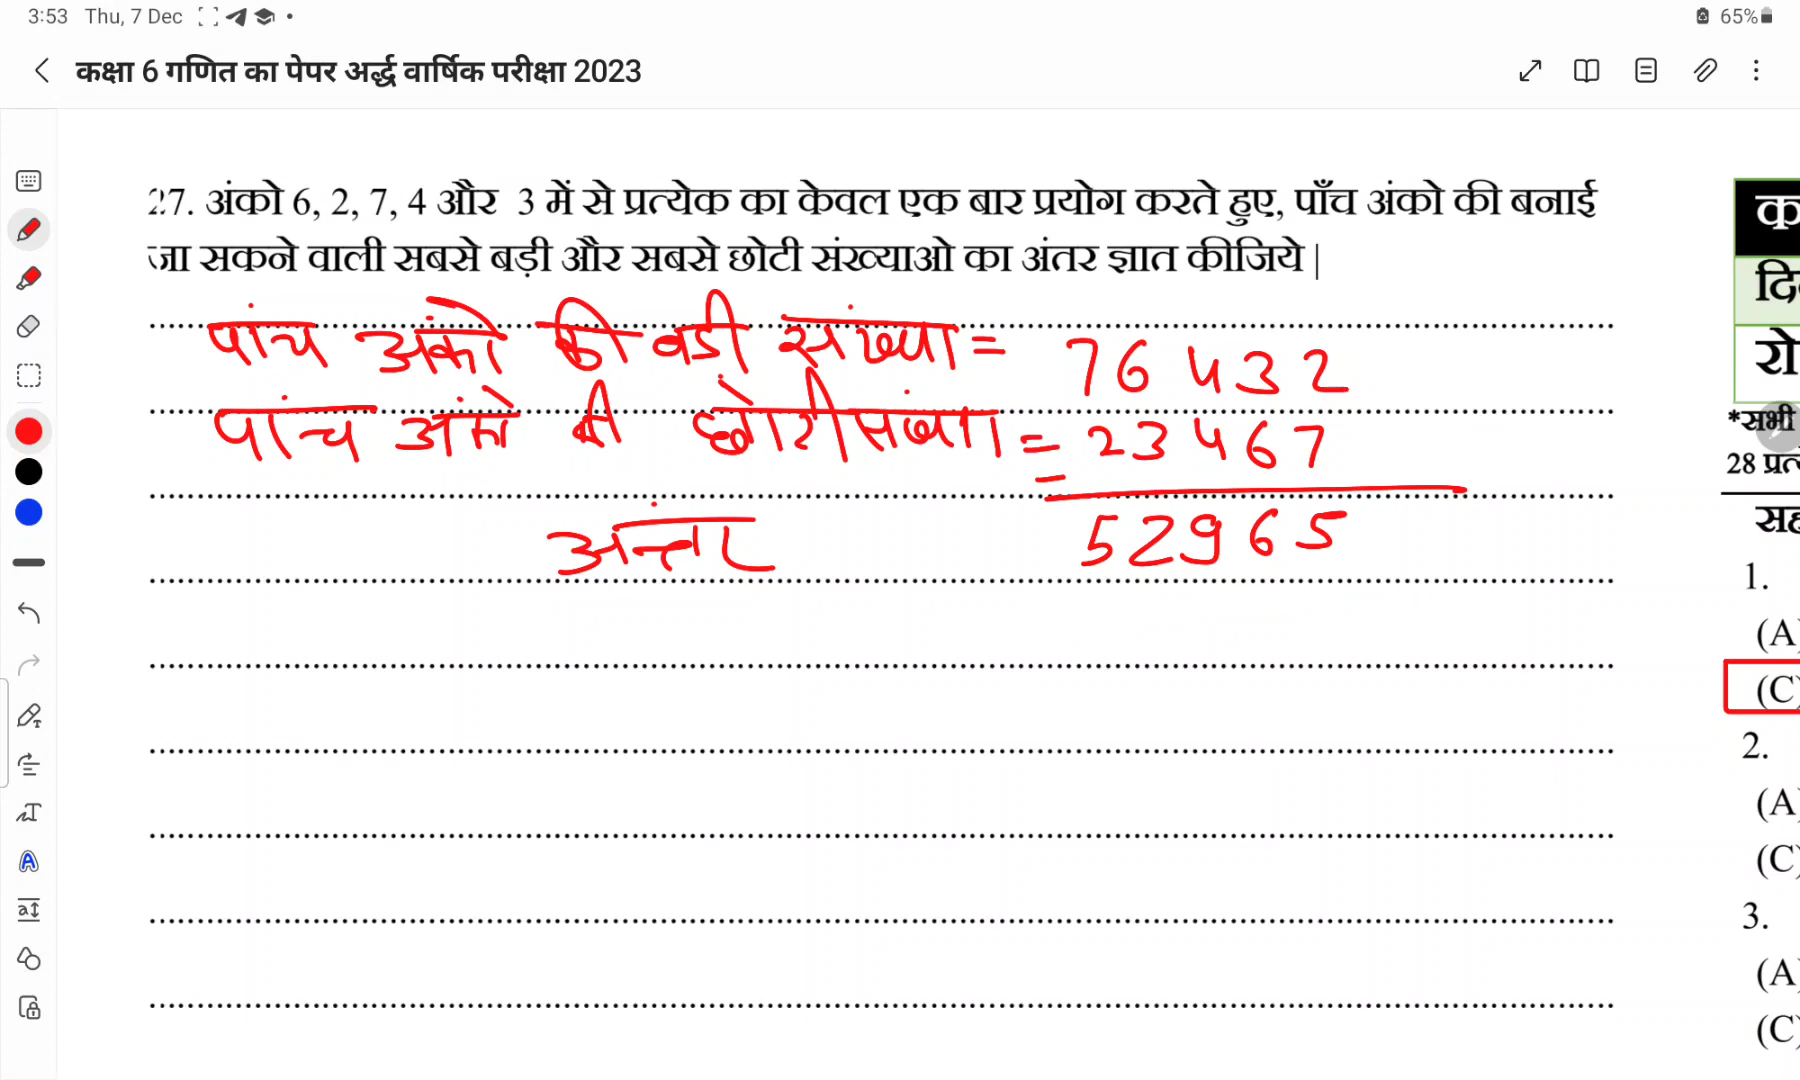 3:53 Thu, 7 Dec
65%
कक्षा 6 गणित का पेपर अर्द्ध वार्षिक परीक्षा 2023
27. अंको 6, 2, 7, 4 और 3 में से प्रत्येक का केवल एक बार प्रयोग करते हुए, पाँच अंको की बनाई
जा सकने वाली सबसे बड़ी और सबसे छोटी संख्याओ का अंतर ज्ञात कीजिये |
पांच अंको की बडी संख्या = 76432
पांच अंको की छोटी संख्या = 23467
अन्तर 52965
*सभी
28 प्रत्
1.
(A)
(C)
2.
(A)
(C)
3.
(A)
(C)